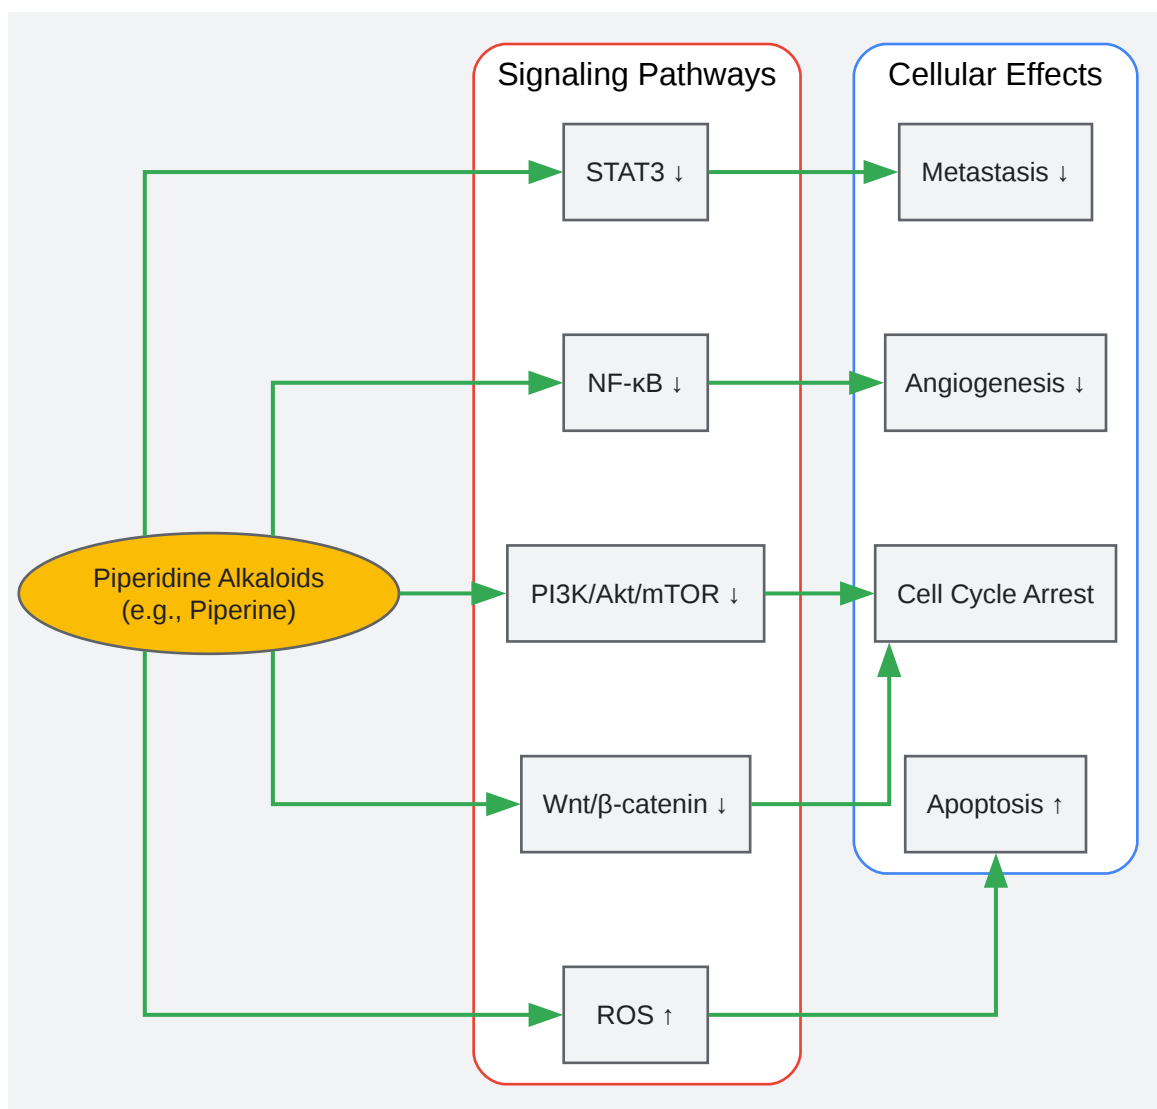 Signaling Pathways
Cellular Effects
STAT3 ↓
Metastasis ↓
NF-κB ↓
Angiogenesis ↓
Piperidine Alkaloids
(e.g., Piperine)
PI3K/Akt/mTOR ↓
Cell Cycle Arrest
Wnt/β-catenin ↓
Apoptosis ↑
ROS ↑